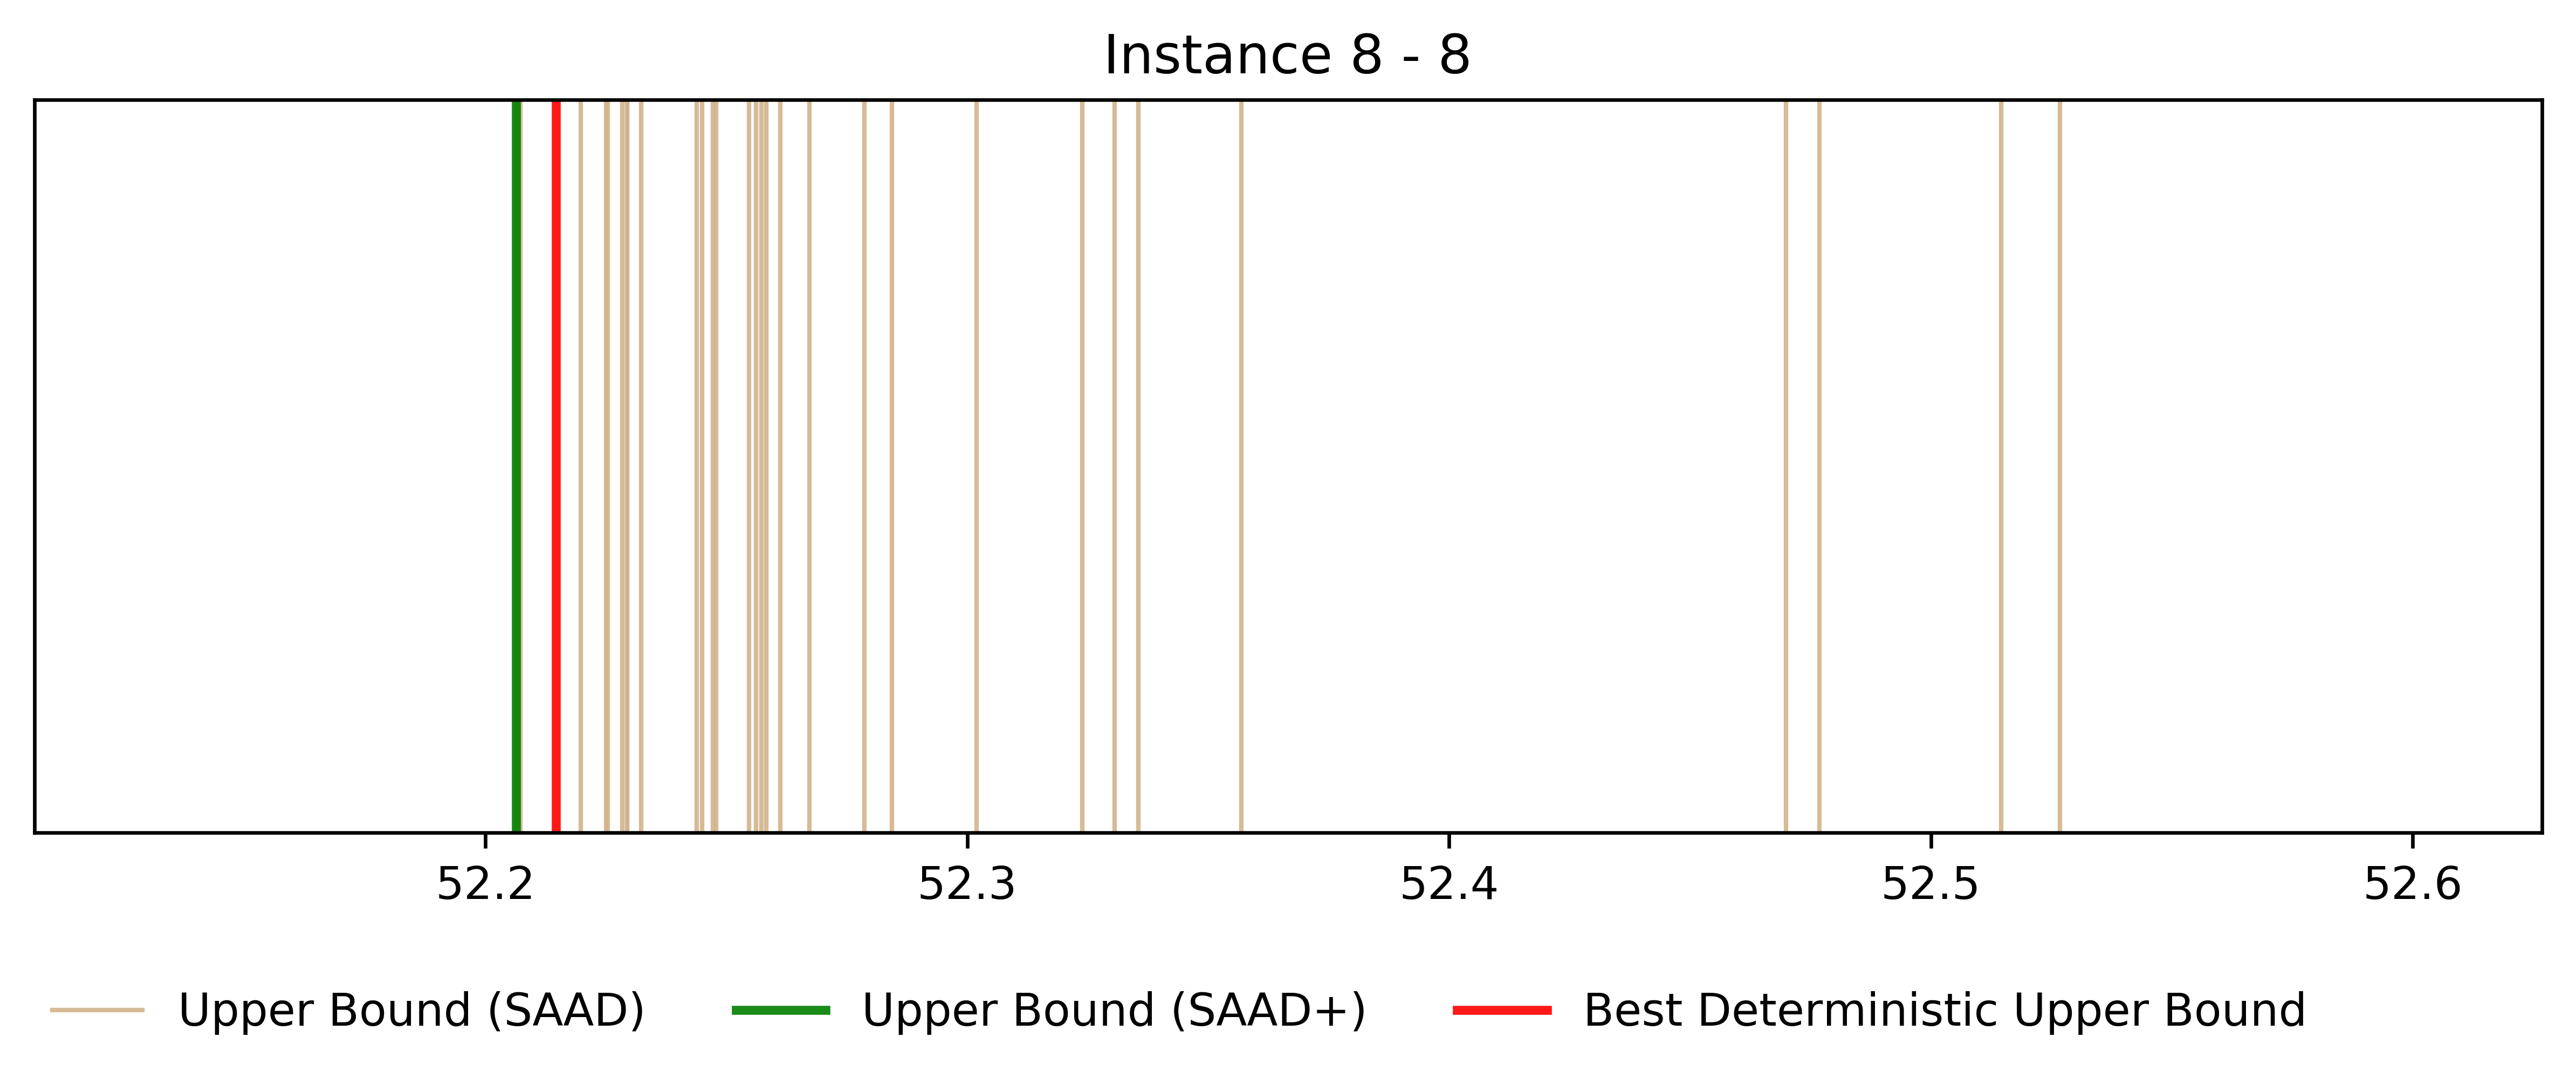 Instance 8 - 8
52.2 52.3 52.4 52.5 52.6
Upper Bound (SAAD) Upper Bound (SAAD+) Best Deterministic Upper Bound